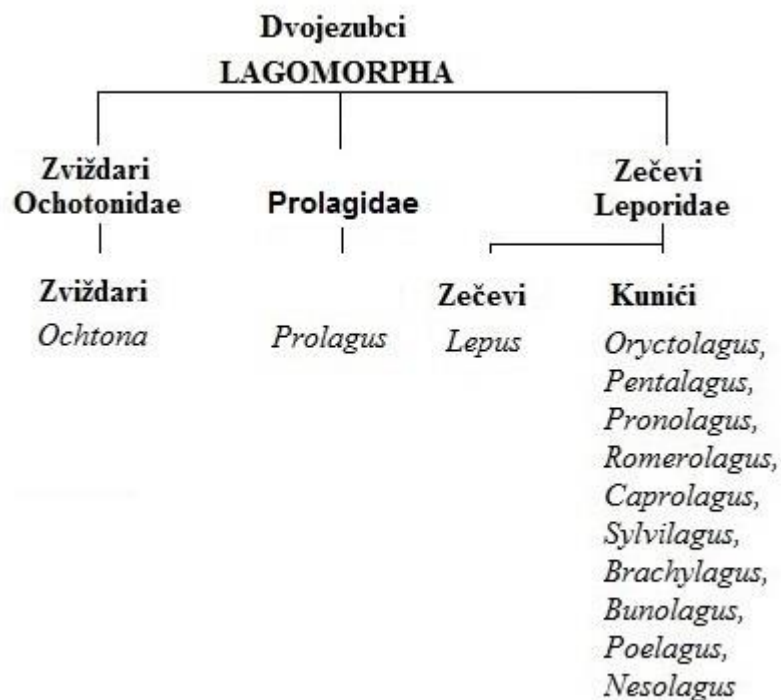 Dvojezubci
LAGOMORPHA
Zviždari
Ochotonidae
Prolagidae
Zečevi
Leporidae
Zviždari
Ochtona
Prolagus
Zečevi
Lepus
Kunići
Oryctolagus,
Pentalagus,
Pronolagus,
Romerolagus,
Caprolagus,
Sylvilagus,
Brachylagus,
Bunolagus,
Poelagus,
Nesolagus